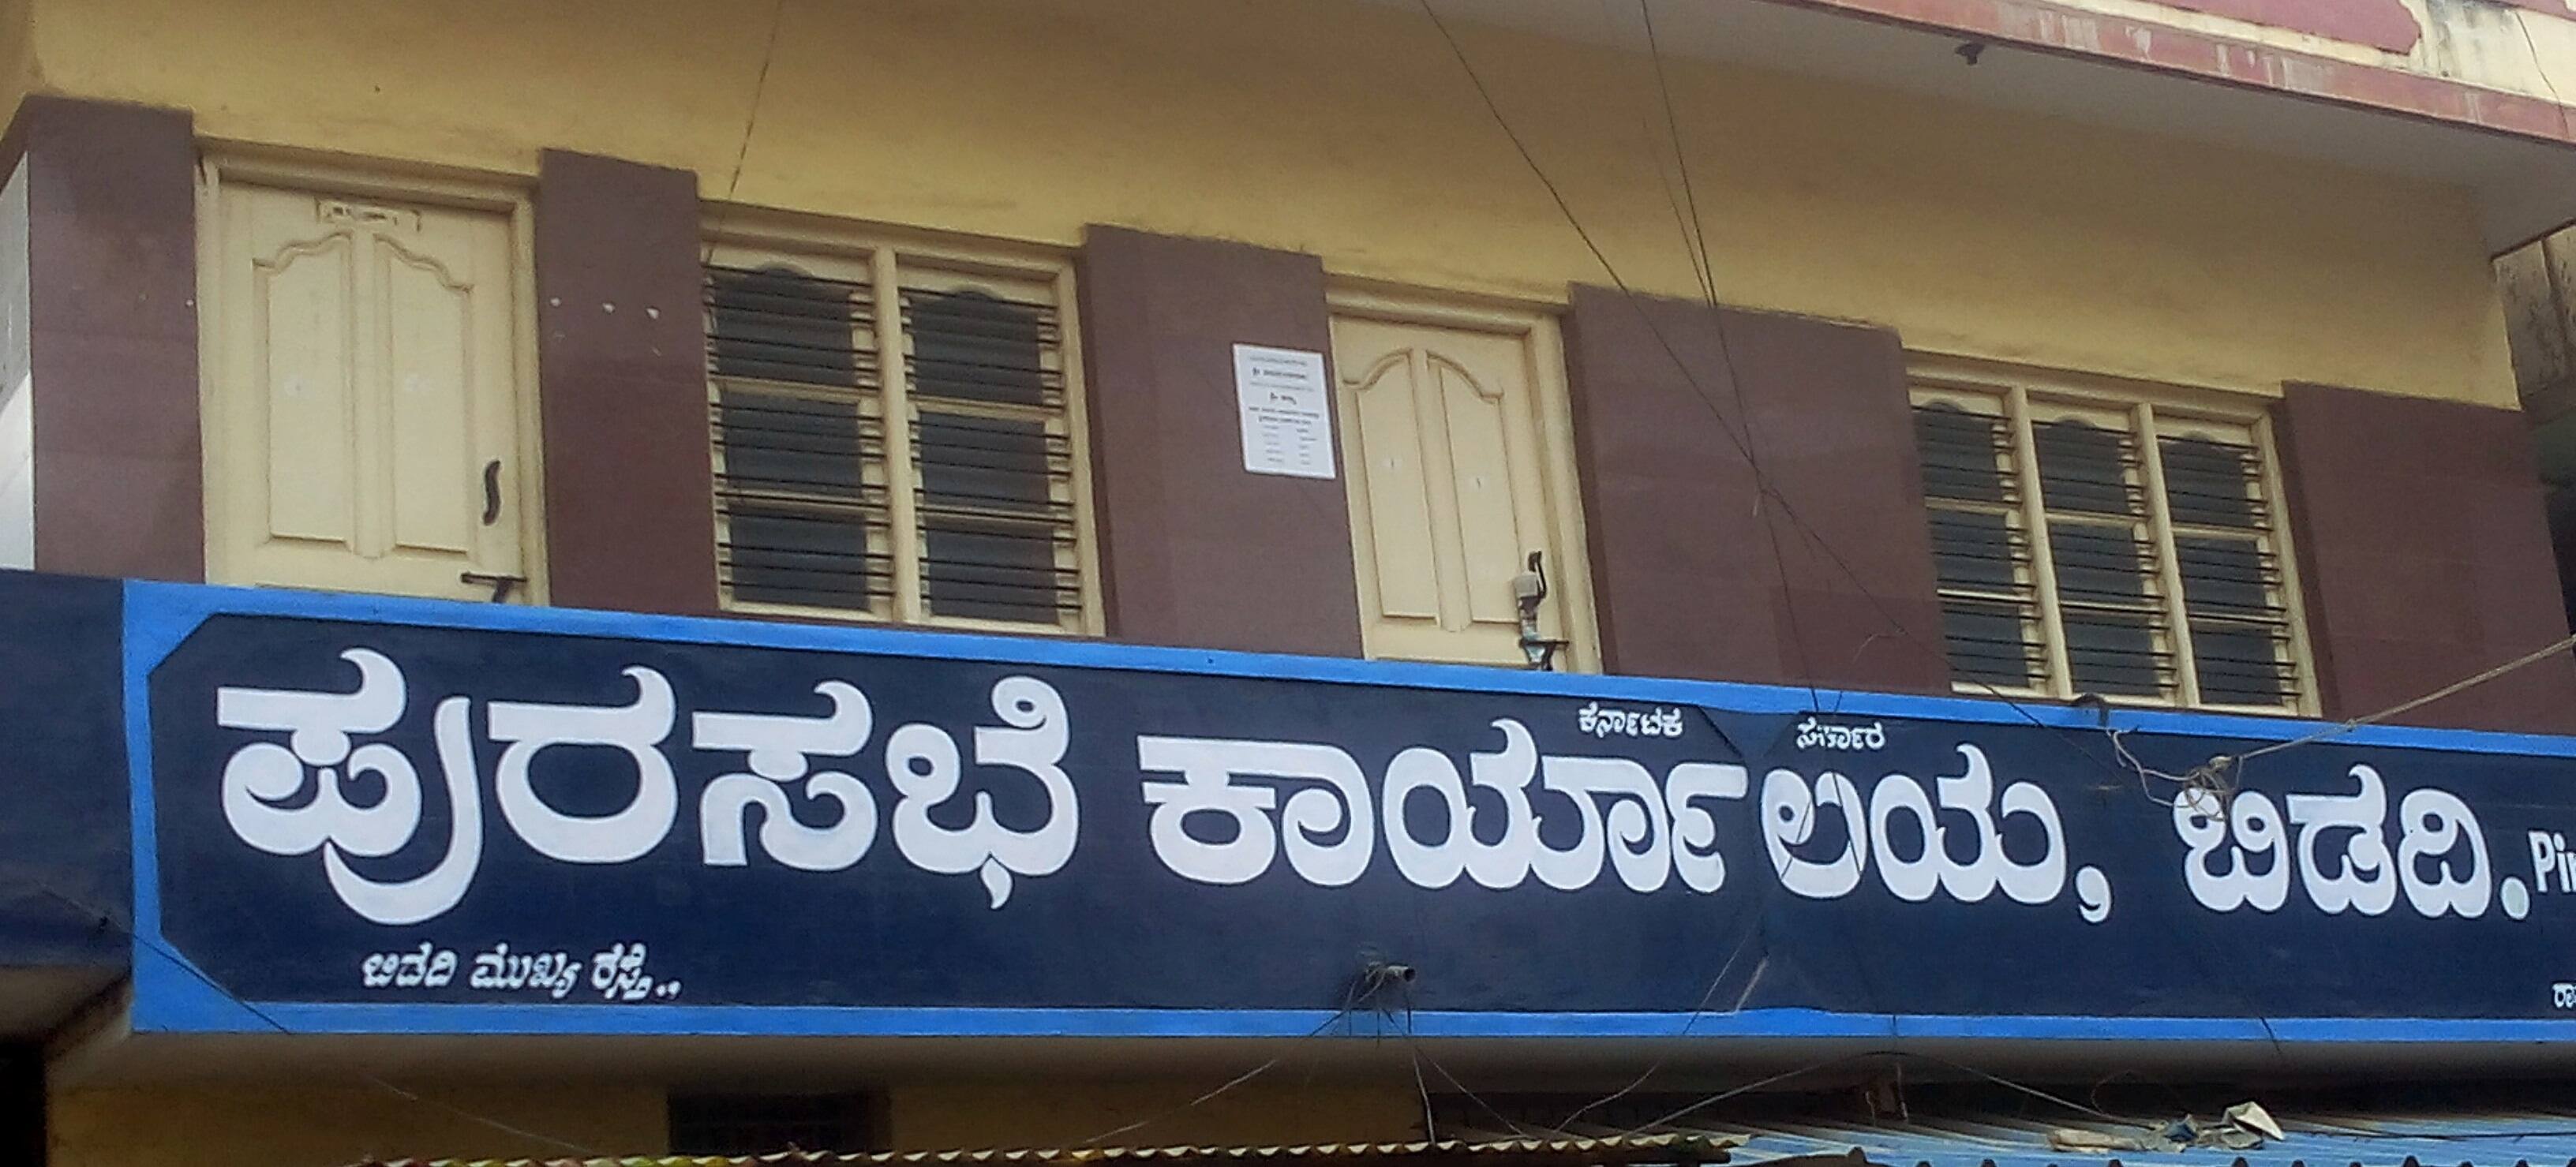 ಕರ್ನಾಟಕ ಸರ್ಕಾರ
ಪುರಸಭೆ ಕಾರ್ಯಾಲಯ, ಬಿಡದಿ.
ಬಿಡದಿ ಮುಖ್ಯ ರಸ್ತೆ..